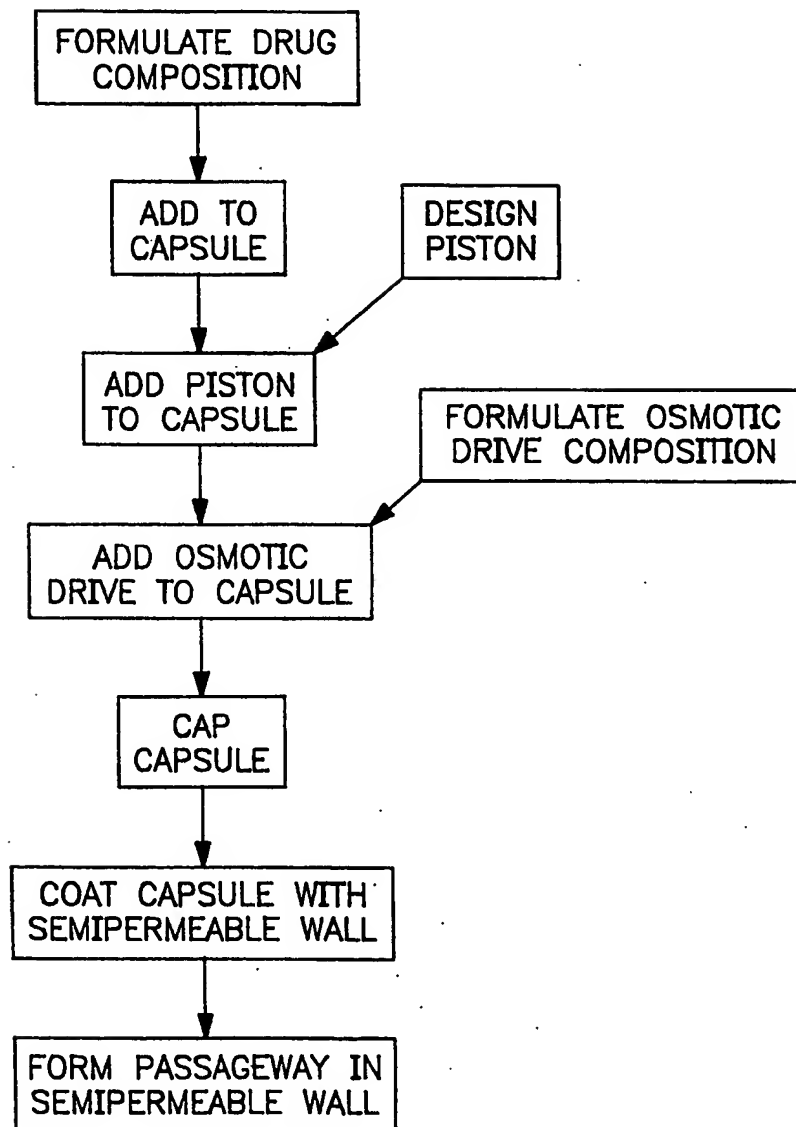 FORMULATE DRUG
COMPOSITION
ADD TO
CAPSULE
DESIGN
PISTON
ADD PISTON
TO CAPSULE
FORMULATE OSMOTIC
DRIVE COMPOSITION
ADD OSMOTIC
DRIVE TO CAPSULE
CAP
CAPSULE
COAT CAPSULE WITH
SEMIPERMEABLE WALL
FORM PASSAGEWAY IN
SEMIPERMEABLE WALL